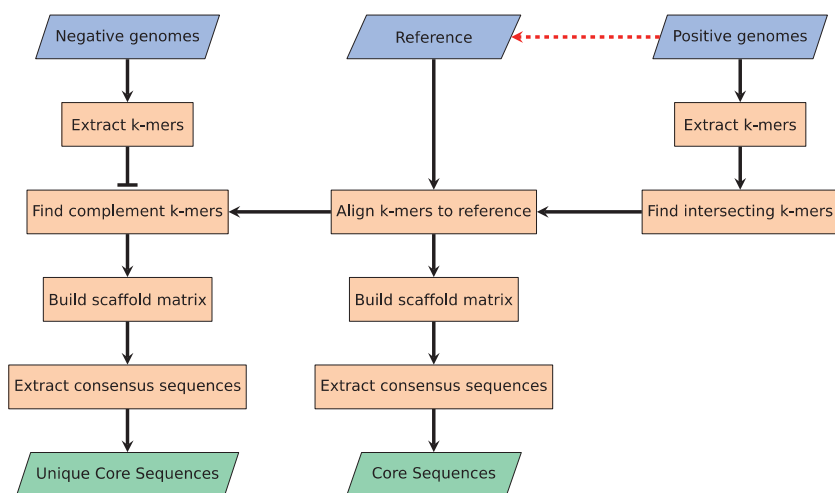 Negative genomes
Reference
Positive genomes
Extract k-mers
Extract k-mers
Find complement k-mers
Align k-mers to reference
Find intersecting k-mers
Build scaffold matrix
Build scaffold matrix
Extract consensus sequences
Extract consensus sequences
Unique Core Sequences
Core Sequences